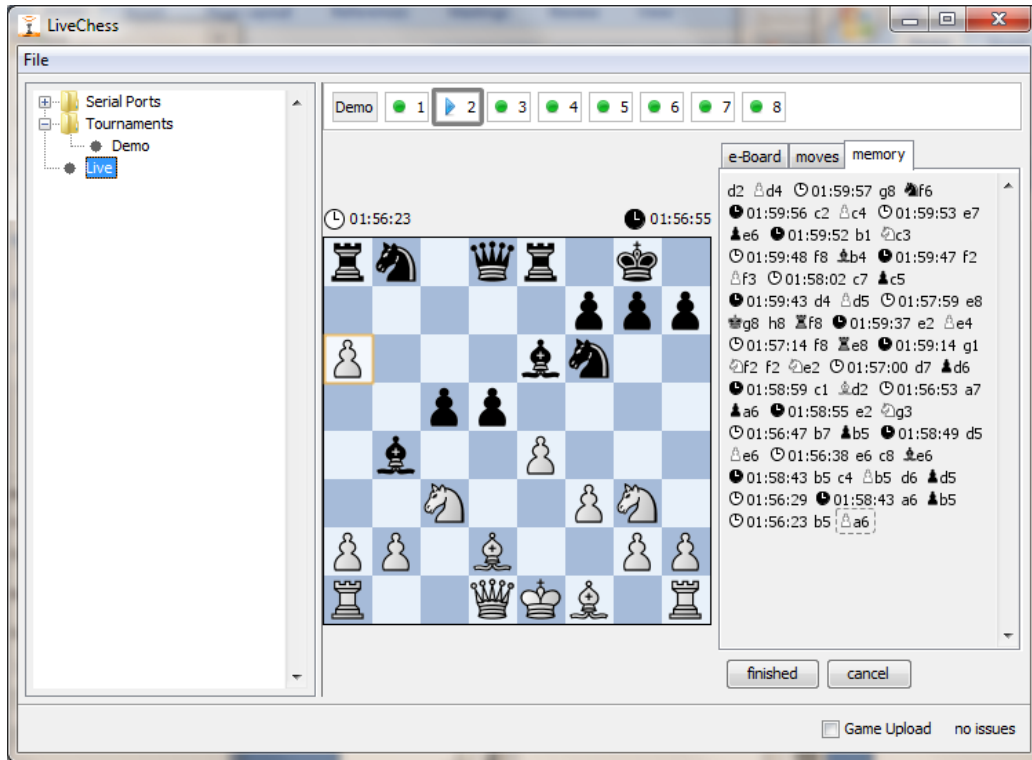 LiveChess
File
Serial Ports
Tournaments
Demo
Live
Demo 1 2 3 4 5 6 7 8
01:56:23 01:56:55
e-Board moves memory
d2 ♙d4 01:59:57 g8 ♞f6
01:59:56 c2 ♙c4 01:59:53 e7
♟e6 01:59:52 b1 ♘c3
01:59:48 f8 ♝b4 01:59:47 f2
♙f3 01:58:02 c7 ♟c5
01:59:43 d4 ♙d5 01:57:59 e8
♚g8 h8 ♜f8 01:59:37 e2 ♙e4
01:57:14 f8 ♜e8 01:59:14 g1
♘f2 f2 ♘e2 01:57:00 d7 ♟d6
01:58:59 c1 ♗d2 01:56:53 a7
♟a6 01:58:55 e2 ♘g3
01:56:47 b7 ♟b5 01:58:49 d5
♙e6 01:56:38 e6 c8 ♝e6
01:58:43 b5 c4 ♙b5 d6 ♟d5
01:56:29 01:58:43 a6 ♟b5
01:56:23 b5 ♙a6
finished cancel
Game Upload no issues